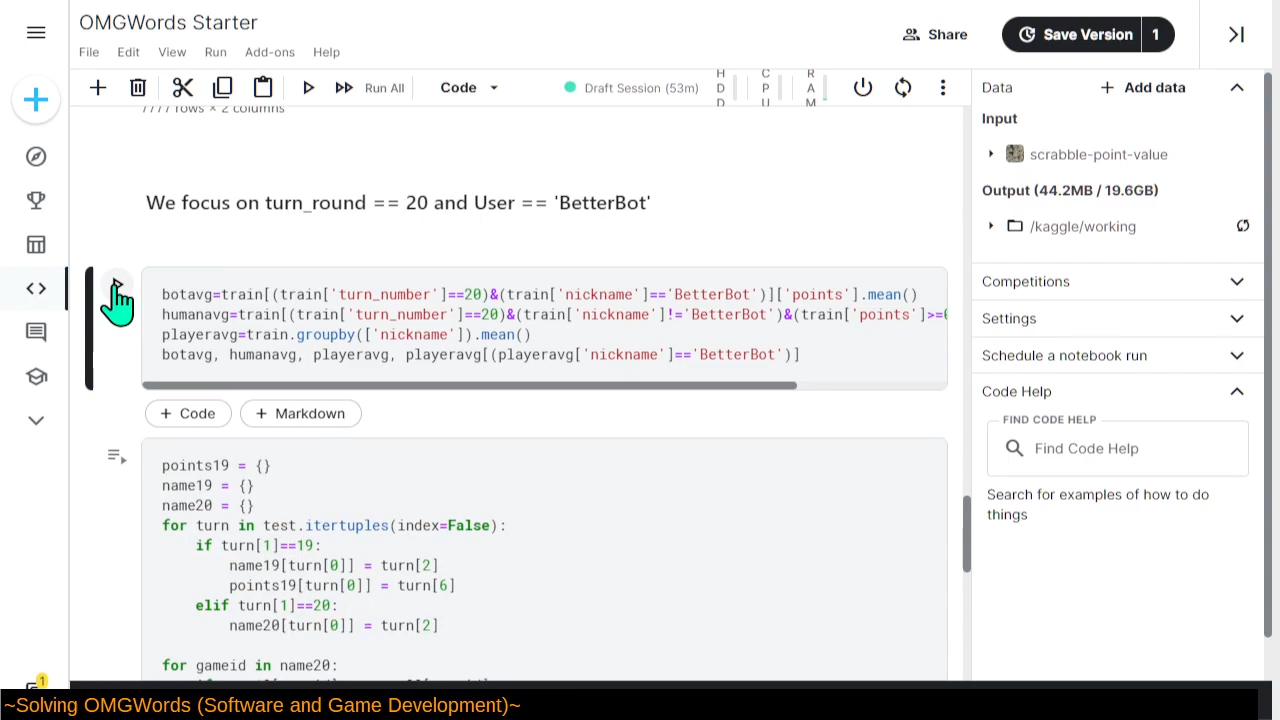 OMGWords Starter
File Edit View Run Add-ons Help
Share
Save Version 1
Run All
Code
Draft Session (53m)
HDD
CPU
RAM
7777 rows × 2 columns
We focus on turn_round == 20 and User == 'BetterBot'
botavg=train[(train['turn_number']==20)&(train['nickname']=='BetterBot')]['points'].mean()
humanavg=train[(train['turn_number']==20)&(train['nickname']!='BetterBot')&(train['points']>=0
playeravg=train.groupby(['nickname']).mean()
botavg, humanavg, playeravg, playeravg[(playeravg['nickname']=='BetterBot')]
+ Code + Markdown
points19 = {}
name19 = {}
name20 = {}
for turn in test.itertuples(index=False):
    if turn[1]==19:
        name19[turn[0]] = turn[2]
        points19[turn[0]] = turn[6]
    elif turn[1]==20:
        name20[turn[0]] = turn[2]
for gameid in name20:
Data
+ Add data
Input
scrabble-point-value
Output (44.2MB / 19.6GB)
/kaggle/working
Competitions
Settings
Schedule a notebook run
Code Help
FIND CODE HELP
Find Code Help
Search for examples of how to do
things
1
~Solving OMGWords (Software and Game Development)~